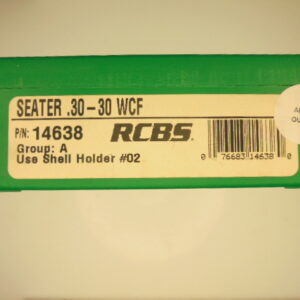 SEATER .30-30 WCF
P/N: 14638 RCBS
Group: A
Use Shell Holder #02
0 76683 14638 0